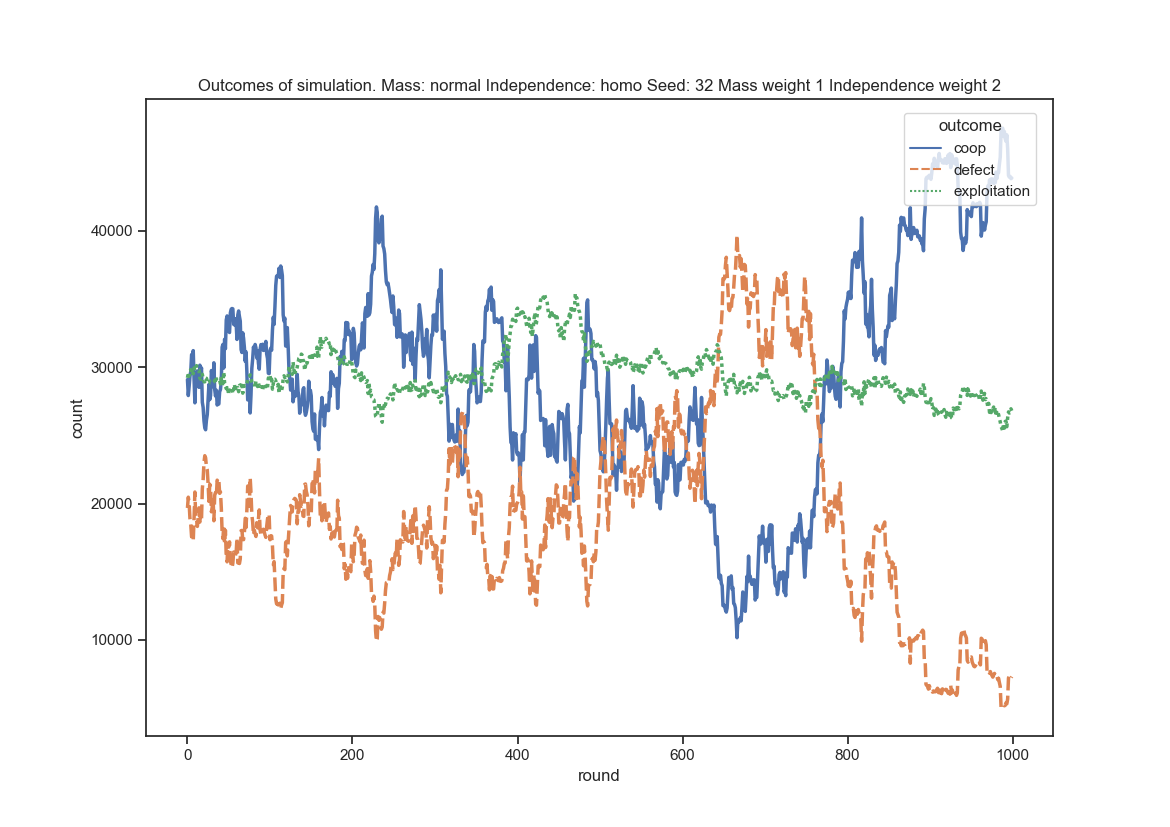 Outcomes of simulation. Mass: normal Independence: homo Seed: 32 Mass weight 1 Independence weight 2
outcome
coop
defect
exploitation
40000
30000
20000
10000
count
0 200 400 600 800 1000
round